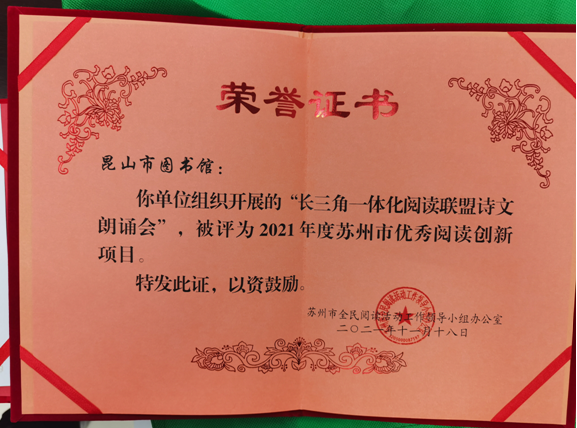 荣誉证书
昆山市图书馆：
你单位组织开展的“长三角一体化阅读联盟诗文
朗诵会”，被评为2021年度苏州市优秀阅读创新
项目。
特发此证，以资鼓励。
苏州市全民阅读活动工作领导小组办公室
二〇二一年十一月十八日